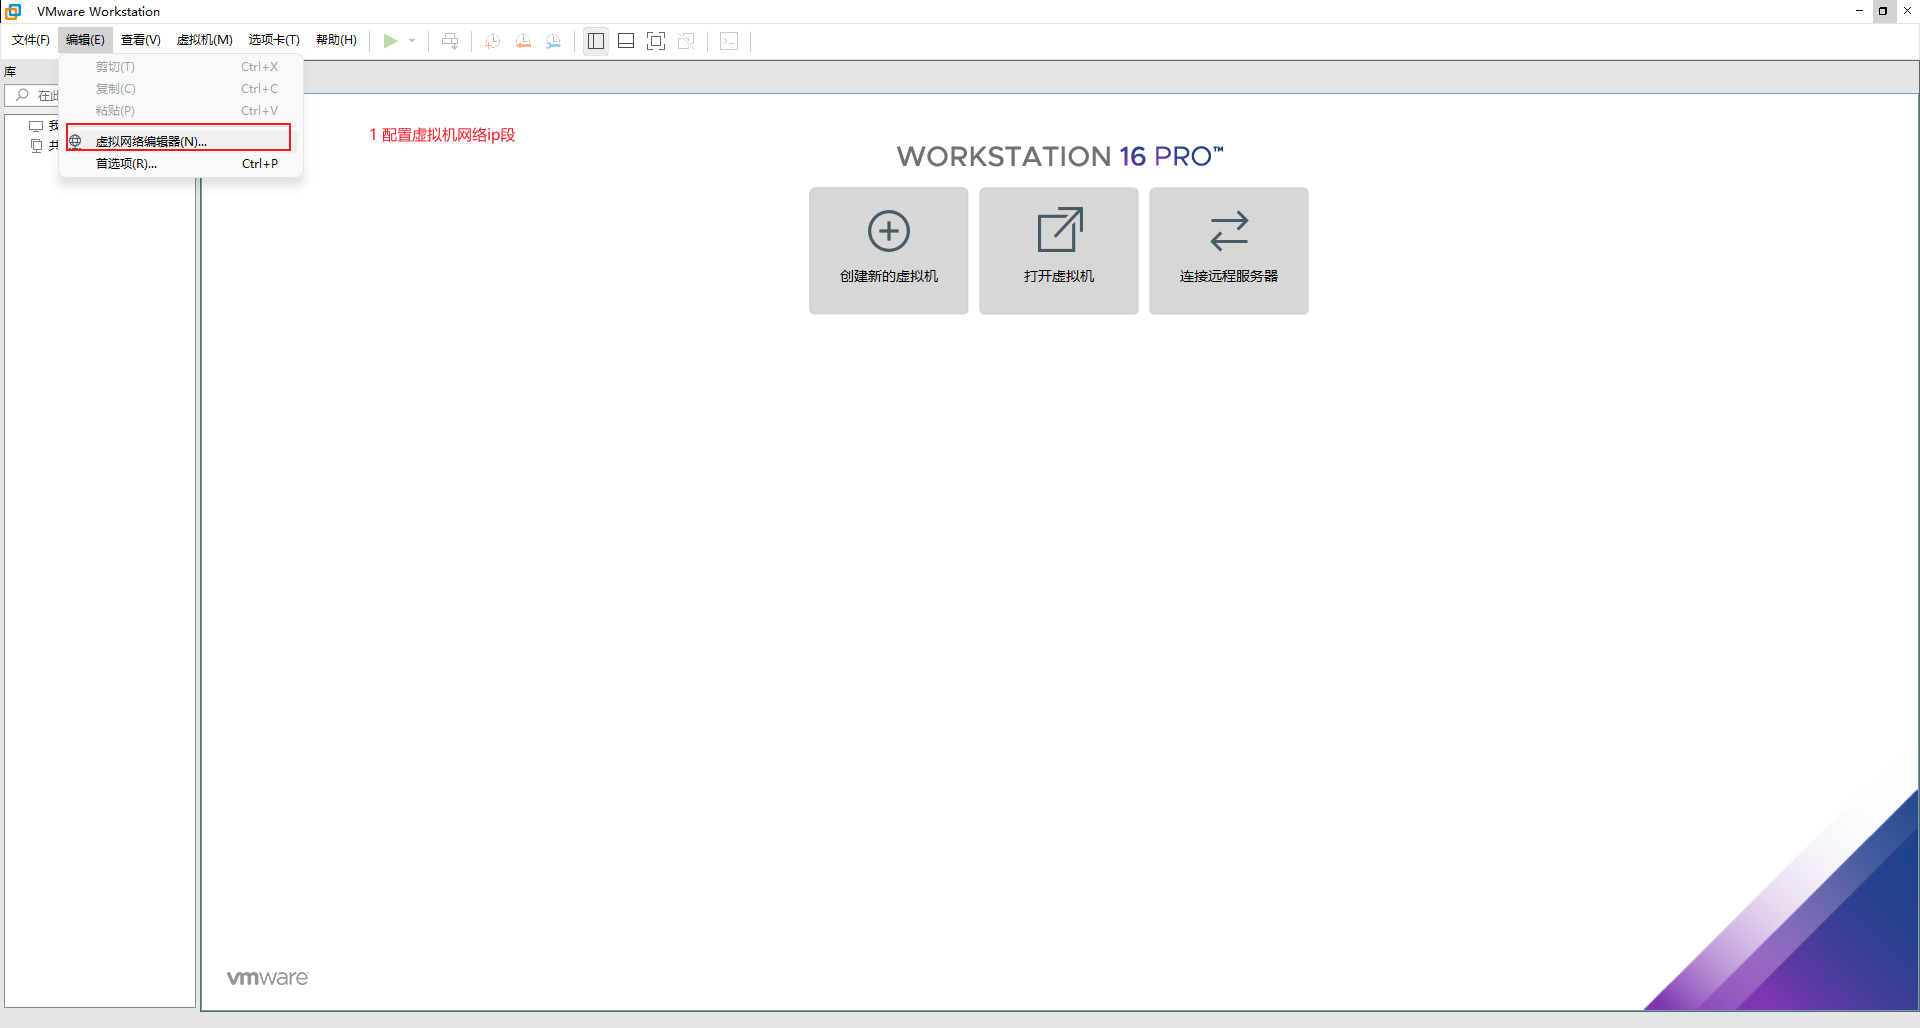 VMware Workstation
文件(F) 编辑(E) 查看(V) 虚拟机(M) 选项卡(T) 帮助(H)
库
剪切(T) Ctrl+X
复制(C) Ctrl+C
在此
粘贴(P) Ctrl+V
我
虚拟网络编辑器(N)...
共
首选项(R)... Ctrl+P
1 配置虚拟机网络ip段
WORKSTATION 16 PRO™
创建新的虚拟机 打开虚拟机 连接远程服务器
vmware